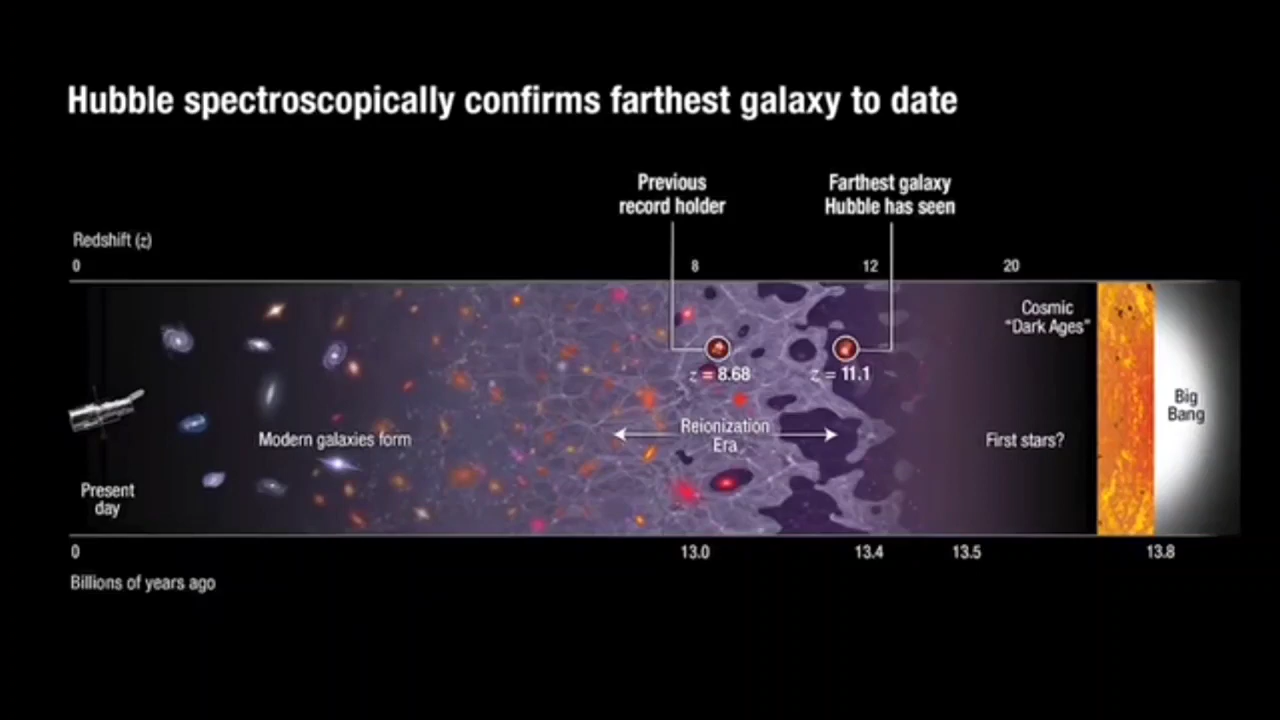 Hubble spectroscopically confirms farthest galaxy to date
Previous
record holder
Farthest galaxy
Hubble has seen
Redshift (z)
0
8
12
20
Cosmic
"Dark Ages"
z = 8.68
z = 11.1
Big
Bang
Reionization
Era
Modern galaxies form
First stars?
Present
day
0
13.0
13.4
13.5
13.8
Billions of years ago